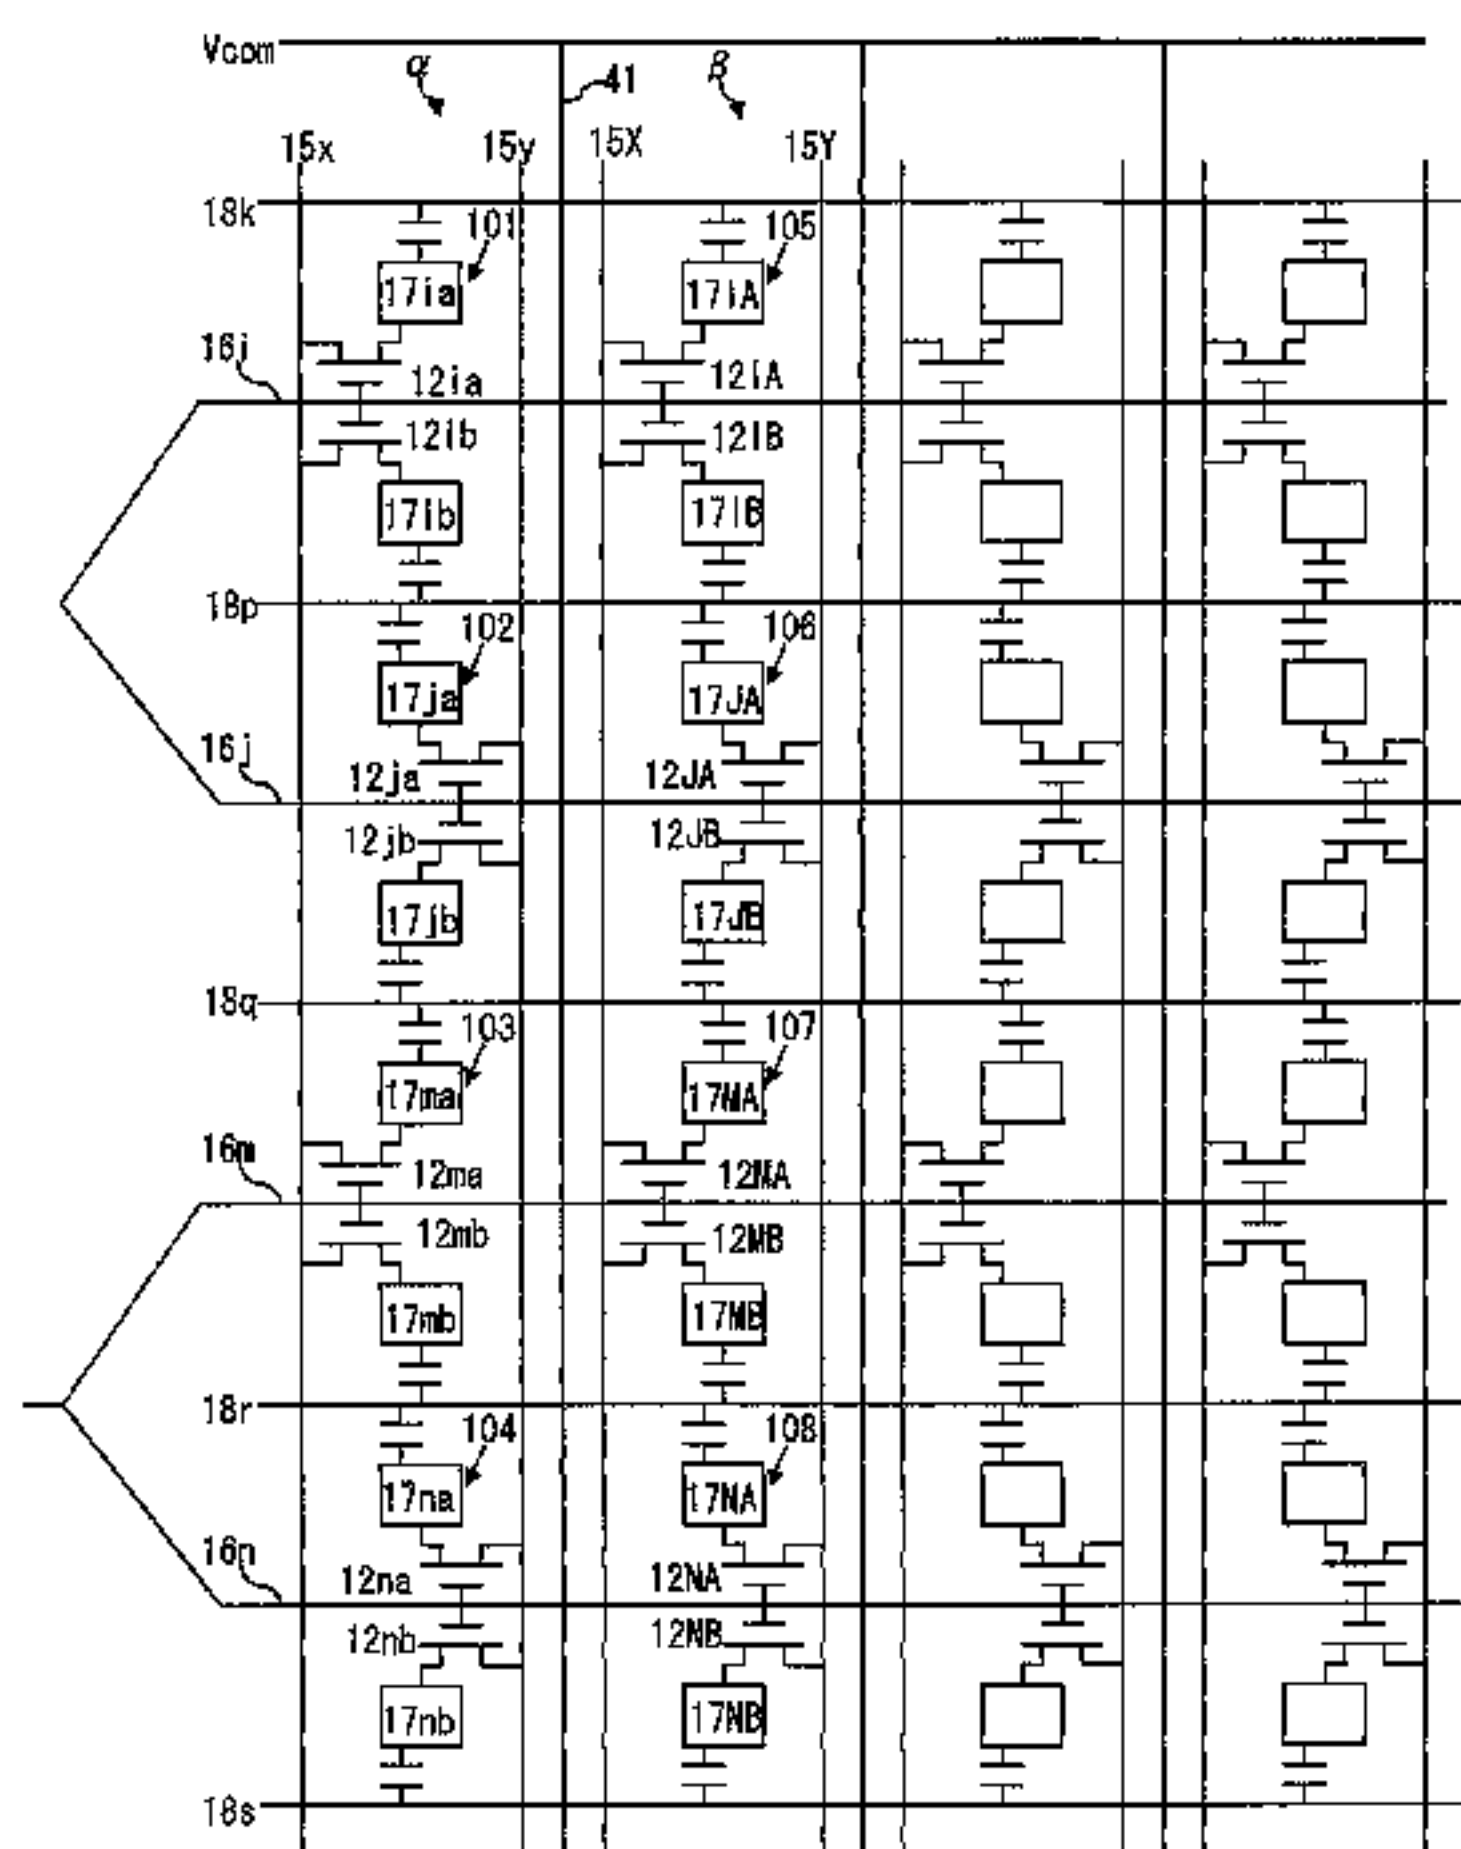 Vcom
α 41 β
15x 15y 15X 15Y
18k
101 105
17ia 17iA
16i
12ia 12iA
12ib 12iB
17ib 17iB
18p
102 106
17ja 17JA
16j
12ja 12JA
12jb 12JB
17jb 17JB
18q
103 107
17ma 17MA
16m
12ma 12MA
12mb 12MB
17mb 17MB
18r
104 108
17na 17NA
16n
12na 12NA
12nb 12NB
17nb 17NB
18s